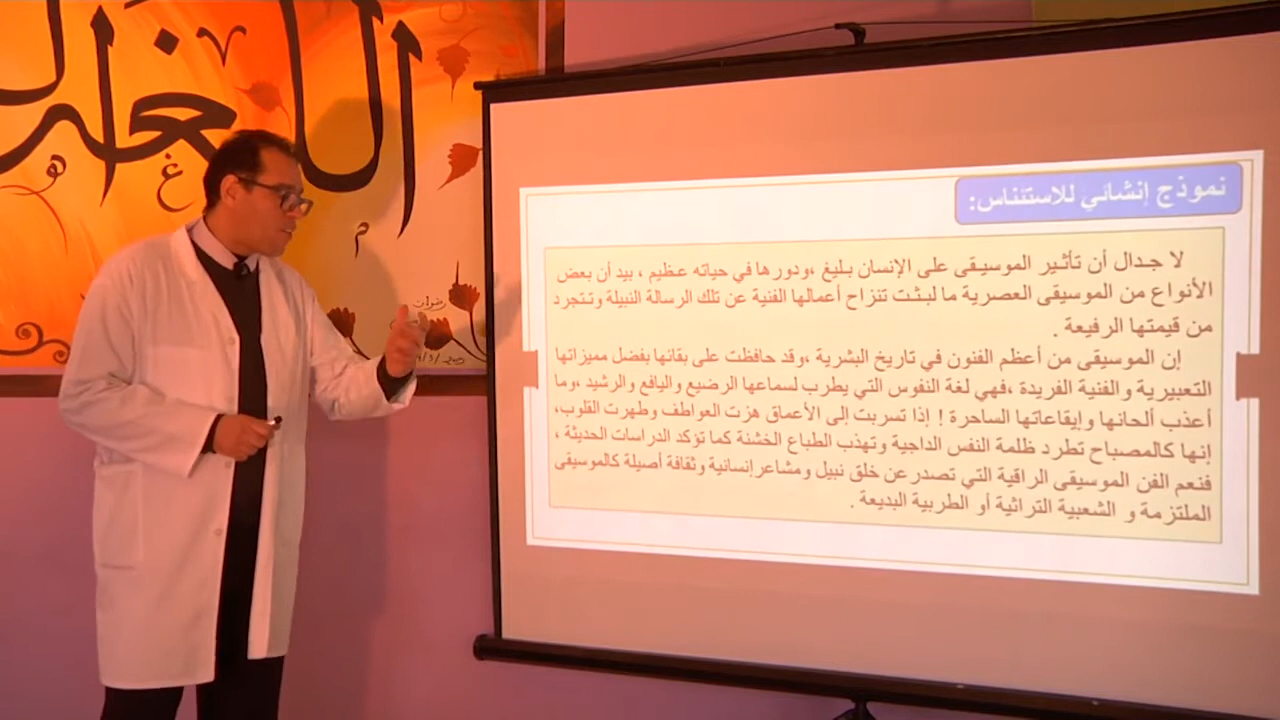 اللغة
غ
م
رضوان
نموذج إنشائي للاستئناس:
لا جدال أن تأثير الموسيقى على الإنسان بليغ ،ودورها في حياته عظيم ، بيد أن بعض
الأنواع من الموسيقى العصرية ما لبثت تنزاح أعمالها الفنية عن تلك الرسالة النبيلة وتتجرد
من قيمتها الرفيعة .
إن الموسيقى من أعظم الفنون في تاريخ البشرية ،وقد حافظت على بقائها بفضل مميزاتها
التعبيرية والفنية الفريدة ،فهي لغة النفوس التي يطرب لسماعها الرضيع واليافع والرشيد ،وما
أعذب ألحانها وإيقاعاتها الساحرة ! إذا تسربت إلى الأعماق هزت العواطف وطهرت القلوب،
إنها كالمصباح تطرد ظلمة النفس الداجية وتهذب الطباع الخشنة كما تؤكد الدراسات الحديثة ،
فنعم الفن الموسيقى الراقية التي تصدرعن خلق نبيل ومشاعرإنسانية وثقافة أصيلة كالموسيقى
الملتزمة و الشعبية التراثية أو الطربية البديعة .